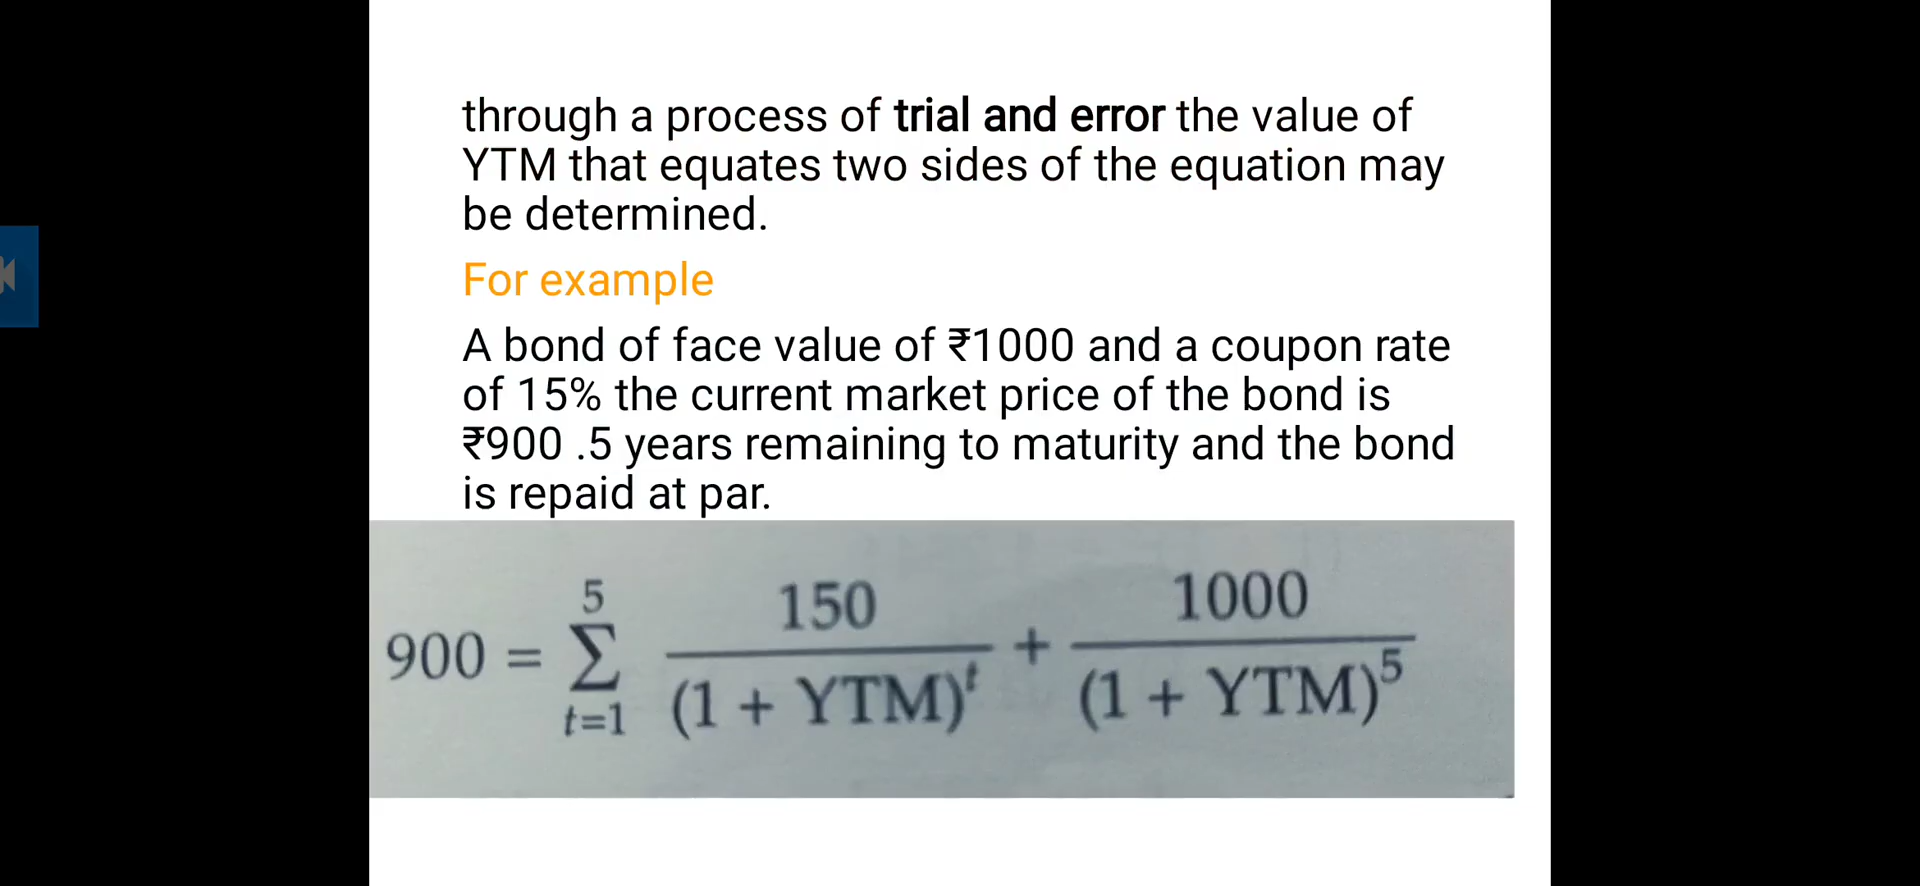 through a process of trial and error the value of
YTM that equates two sides of the equation may
be determined.
For example
A bond of face value of ₹1000 and a coupon rate
of 15% the current market price of the bond is
₹900 .5 years remaining to maturity and the bond
is repaid at par.
900 = \sum_{t=1}^{5} \frac{150}{(1 + YTM)^t} + \frac{1000}{(1 + YTM)^5}